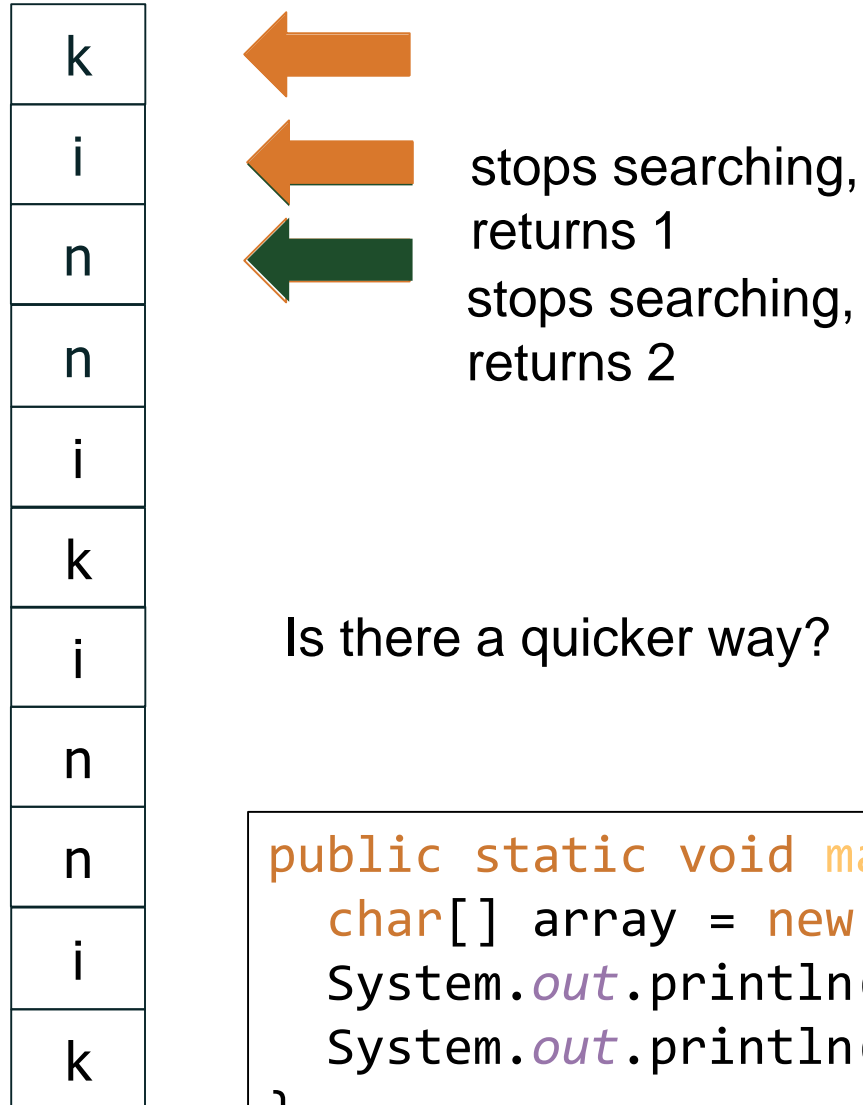 k
i
n
n
i
k
i
n
n
i
k
stops searching,
returns 1
stops searching,
returns 2
Is there a quicker way?
public static void ma
char[] array = new
System.out.println(
System.out.println(
}